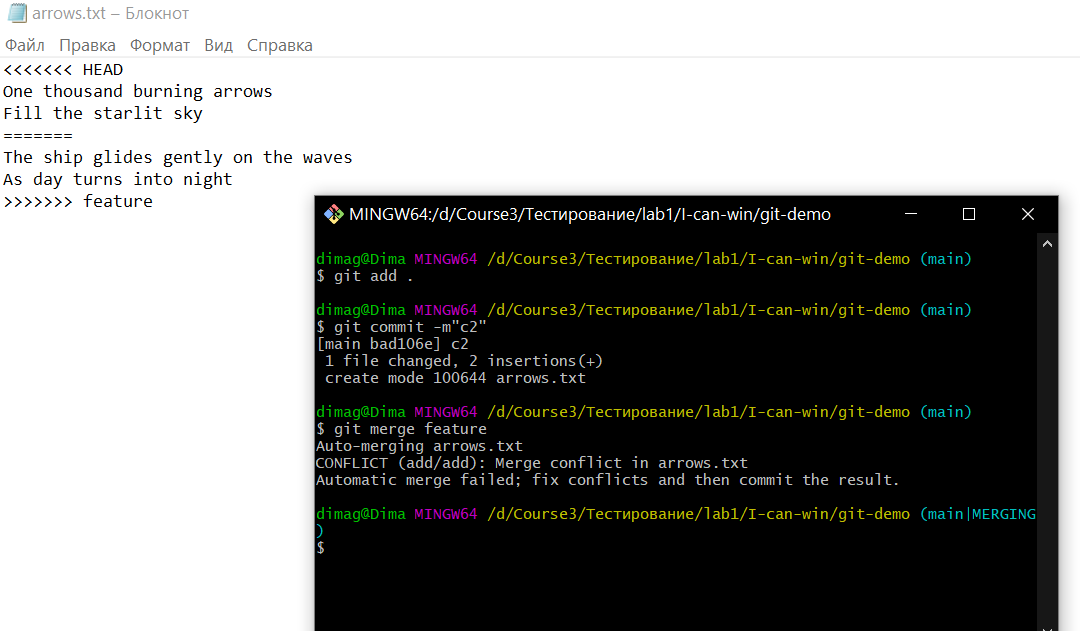 arrows.txt – Блокнот
Файл Правка Формат Вид Справка
<<<<<<< HEAD
One thousand burning arrows
Fill the starlit sky
=======
The ship glides gently on the waves
As day turns into night
>>>>>>> feature
MINGW64:/d/Course3/Тестирование/lab1/I-can-win/git-demo
dimag@Dima MINGW64 /d/Course3/Тестирование/lab1/I-can-win/git-demo (main)
$ git add .
dimag@Dima MINGW64 /d/Course3/Тестирование/lab1/I-can-win/git-demo (main)
$ git commit -m"c2"
[main bad106e] c2
 1 file changed, 2 insertions(+)
 create mode 100644 arrows.txt
dimag@Dima MINGW64 /d/Course3/Тестирование/lab1/I-can-win/git-demo (main)
$ git merge feature
Auto-merging arrows.txt
CONFLICT (add/add): Merge conflict in arrows.txt
Automatic merge failed; fix conflicts and then commit the result.
dimag@Dima MINGW64 /d/Course3/Тестирование/lab1/I-can-win/git-demo (main|MERGING
)
$